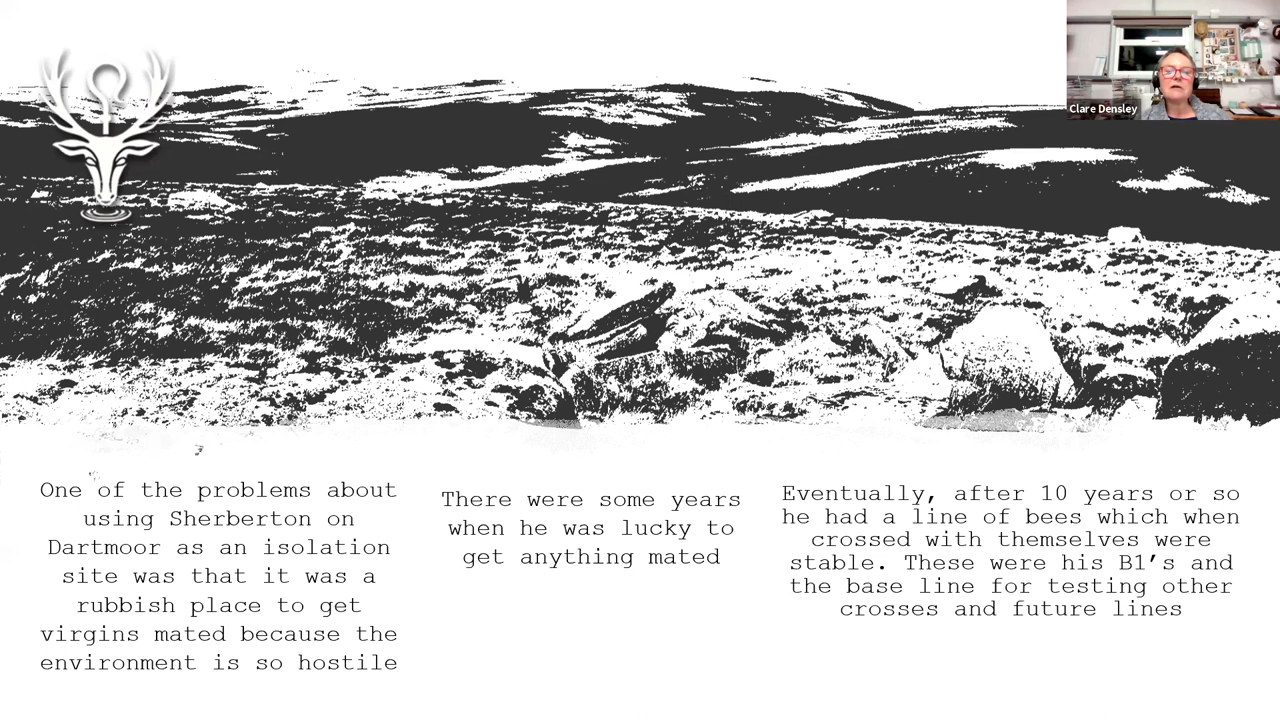 Clare Densley
One of the problems about
using Sherberton on
Dartmoor as an isolation
site was that it was a
rubbish place to get
virgins mated because the
environment is so hostile
There were some years
when he was lucky to
get anything mated
Eventually, after 10 years or so
he had a line of bees which when
crossed with themselves were
stable. These were his B1’s and
the base line for testing other
crosses and future lines